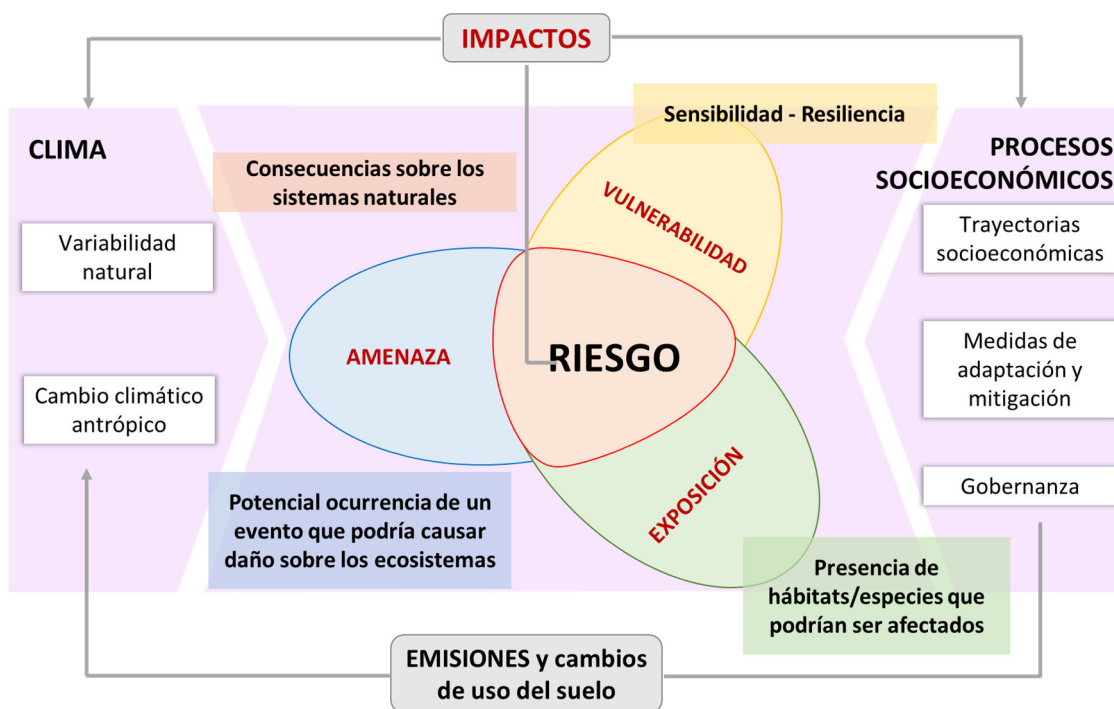 IMPACTOS
CLIMA
Variabilidad
natural
Cambio climático
antrópico
Consecuencias sobre los
sistemas naturales
Sensibilidad - Resiliencia
VULNERABILIDAD
AMENAZA
RIESGO
EXPOSICIÓN
Potencial ocurrencia de un
evento que podría causar
daño sobre los ecosistemas
Presencia de
hábitats/especies que
podrían ser afectados
PROCESOS
SOCIOECONÓMICOS
Trayectorias
socioeconómicas
Medidas de
adaptación y
mitigación
Gobernanza
EMISIONES y cambios
de uso del suelo